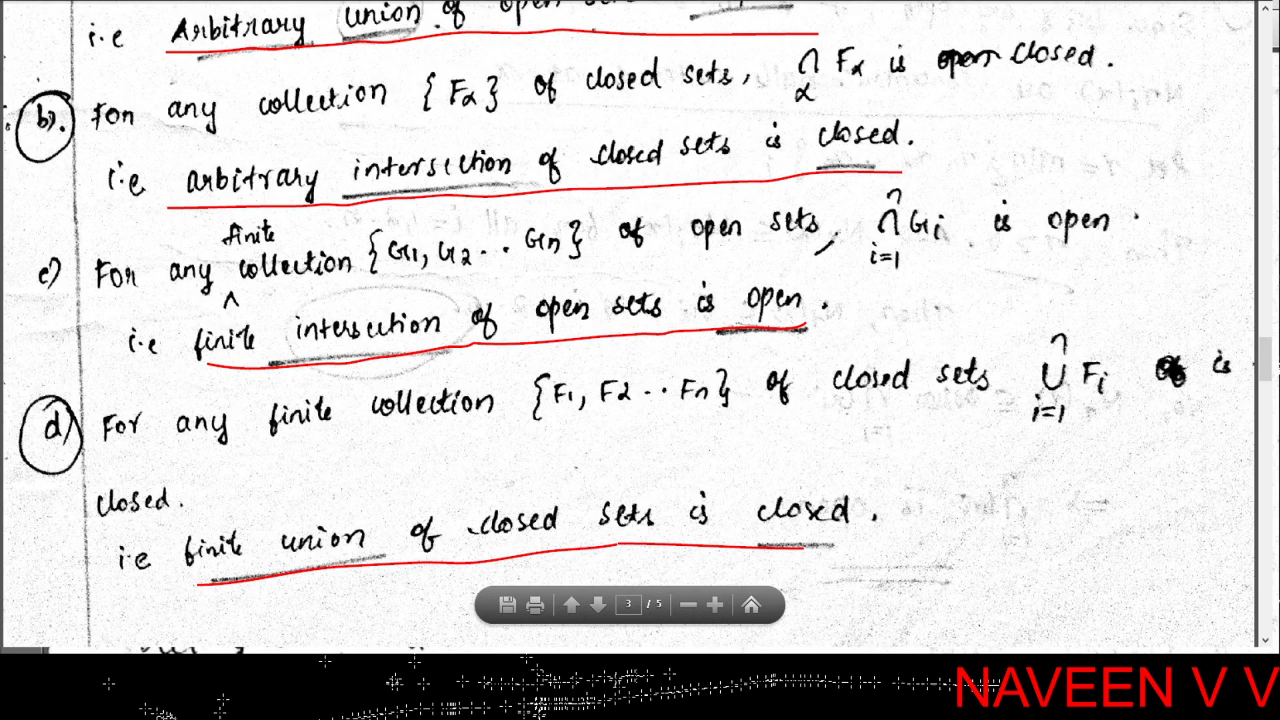 i.e Arbitrary union of open
b). For any collection {Fα} of closed sets, ∩α Fα is open closed.
i.e arbitrary intersection of closed sets is closed.
finite
c) For any ^ collection {G1, G2 .. Gn} of open sets, n∩i=1 Gi is open.
i.e finite intersection of open sets is open.
d) For any finite collection {F1, F2 .. Fn} of closed sets n∪i=1 Fi is
closed.
i.e finite union of closed sets is closed.
3 / 5
NAVEEN V V